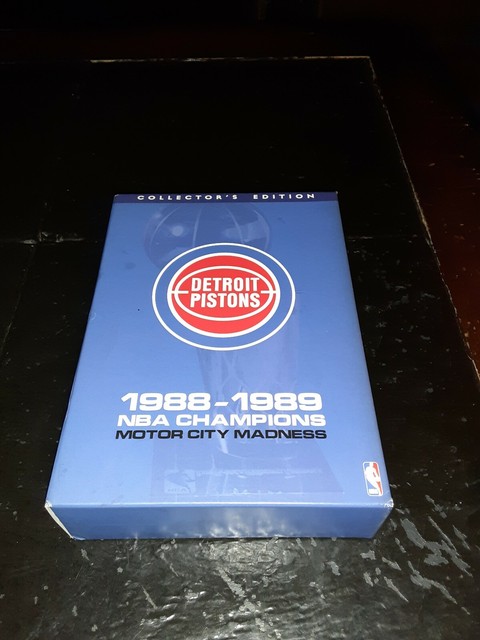 COLLECTOR'S EDITION
DETROIT
PISTONS
1988-1989
NBA CHAMPIONS
MOTOR CITY MADNESS